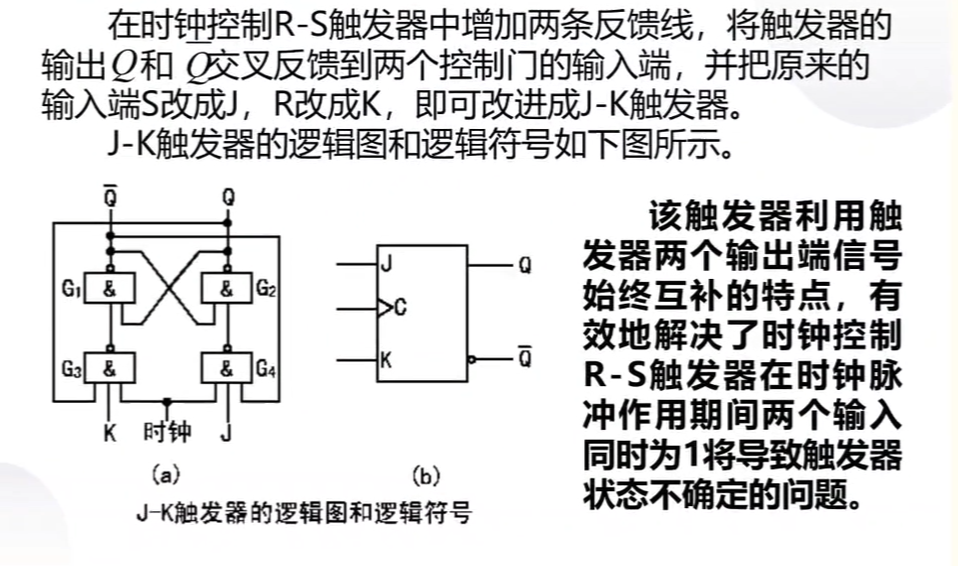 在时钟控制R-S触发器中增加两条反馈线，将触发器的
输出Q和 Q̅交叉反馈到两个控制门的输入端，并把原来的
输入端S改成J，R改成K，即可改进成J-K触发器。
J-K触发器的逻辑图和逻辑符号如下图所示。
Q̅ Q
G1 & & G2
G3 & & G4
K 时钟 J
(a)
J Q
C
K Q̅
(b)
J-K触发器的逻辑图和逻辑符号
该触发器利用触
发器两个输出端信号
始终互补的特点，有
效地解决了时钟控制
R-S触发器在时钟脉
冲作用期间两个输入
同时为1将导致触发器
状态不确定的问题。